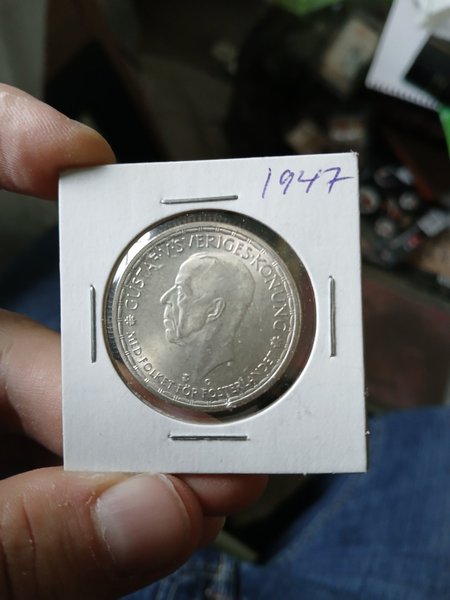 1947
GUSTAF V SVERIGES KONUNG
MED FOLKET FÖR FOSTERLANDET